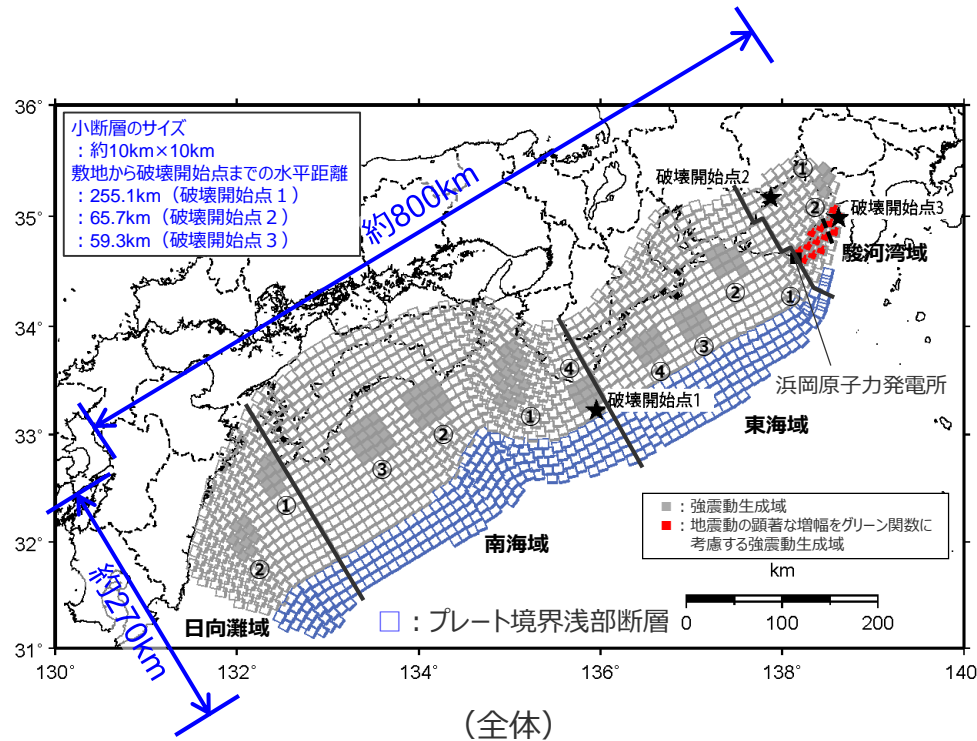 約800km
36°
35°
34°
33°
32°
31°
小断層のサイズ
：約10km×10km
敷地から破壊開始点までの水平距離
：255.1km（破壊開始点１）
：65.7km（破壊開始点２）
：59.3km（破壊開始点３）
破壊開始点2
①
②
破壊開始点3
駿河湾域
②
①
③
④
④
浜岡原子力発電所
破壊開始点1
東海域
①
②
③
①
②
南海域
日向灘域
約270km
■：強震動生成域
■：地震動の顕著な増幅をグリーン関数に
考慮する強震動生成域
km
0 100 200
□：プレート境界浅部断層
130 132 134 136 138 140
（全体）